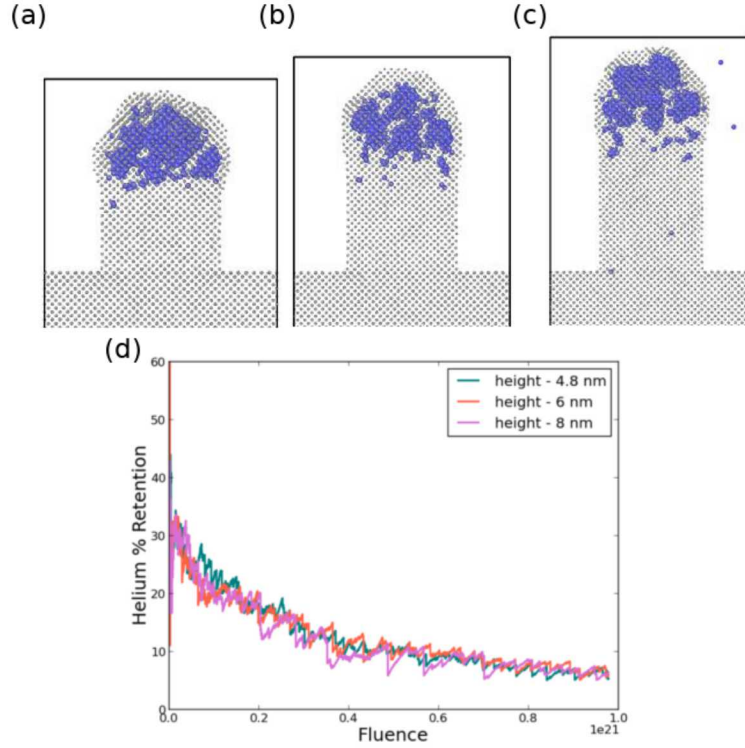 (a)
(b)
(c)
(d)
60
50
40
30
20
10
0
Helium % Retention
height - 4.8 nm
height - 6 nm
height - 8 nm
0.0
0.2
0.4
0.6
0.8
1.0
1e21
Fluence